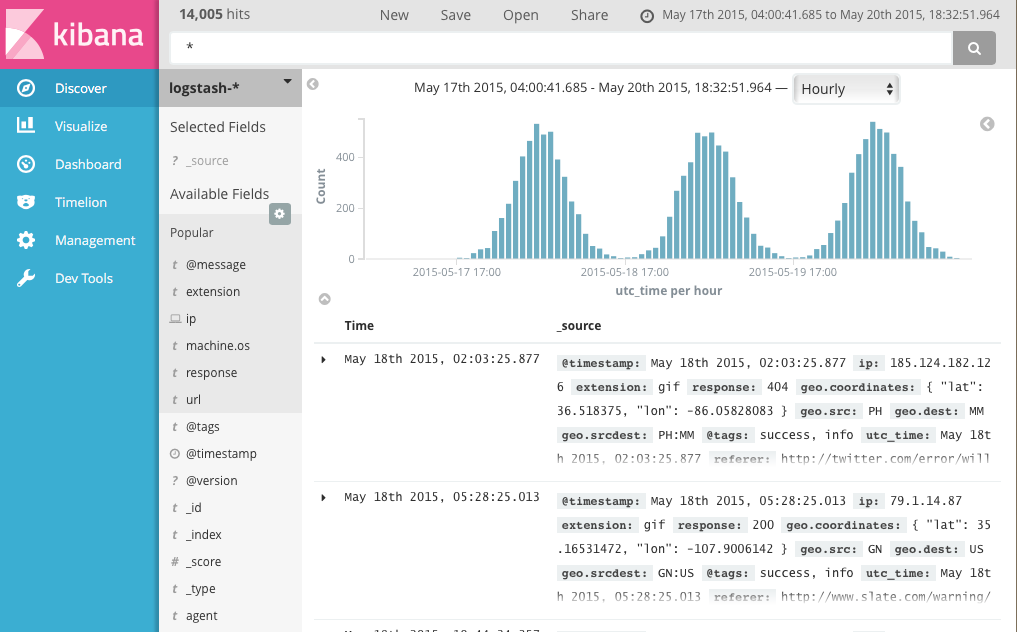 kibana
Discover
Visualize
Dashboard
Timelion
Management
Dev Tools
14,005 hits
New Save Open Share May 17th 2015, 04:00:41.685 to May 20th 2015, 18:32:51.964
*
logstash-*
Selected Fields
? _source
Available Fields
Popular
t @message
t extension
ip
t machine.os
t response
t url
t @tags
@timestamp
? @version
t _id
t _index
# _score
t _type
t agent
May 17th 2015, 04:00:41.685 - May 20th 2015, 18:32:51.964 — Hourly
Count
400
200
0
2015-05-17 17:00 2015-05-18 17:00 2015-05-19 17:00
utc_time per hour
Time _source
May 18th 2015, 02:03:25.877
@timestamp: May 18th 2015, 02:03:25.877 ip: 185.124.182.12
6 extension: gif response: 404 geo.coordinates: { "lat":
36.518375, "lon": -86.05828083 } geo.src: PH geo.dest: MM
geo.srcdest: PH:MM @tags: success, info utc_time: May 18t
h 2015, 02:03:25.877 referer: http://twitter.com/error/will
May 18th 2015, 05:28:25.013
@timestamp: May 18th 2015, 05:28:25.013 ip: 79.1.14.87
extension: gif response: 200 geo.coordinates: { "lat": 35
.16531472, "lon": -107.9006142 } geo.src: GN geo.dest: US
geo.srcdest: GN:US @tags: success, info utc_time: May 18t
h 2015, 05:28:25.013 referer: http://www.slate.com/warning/